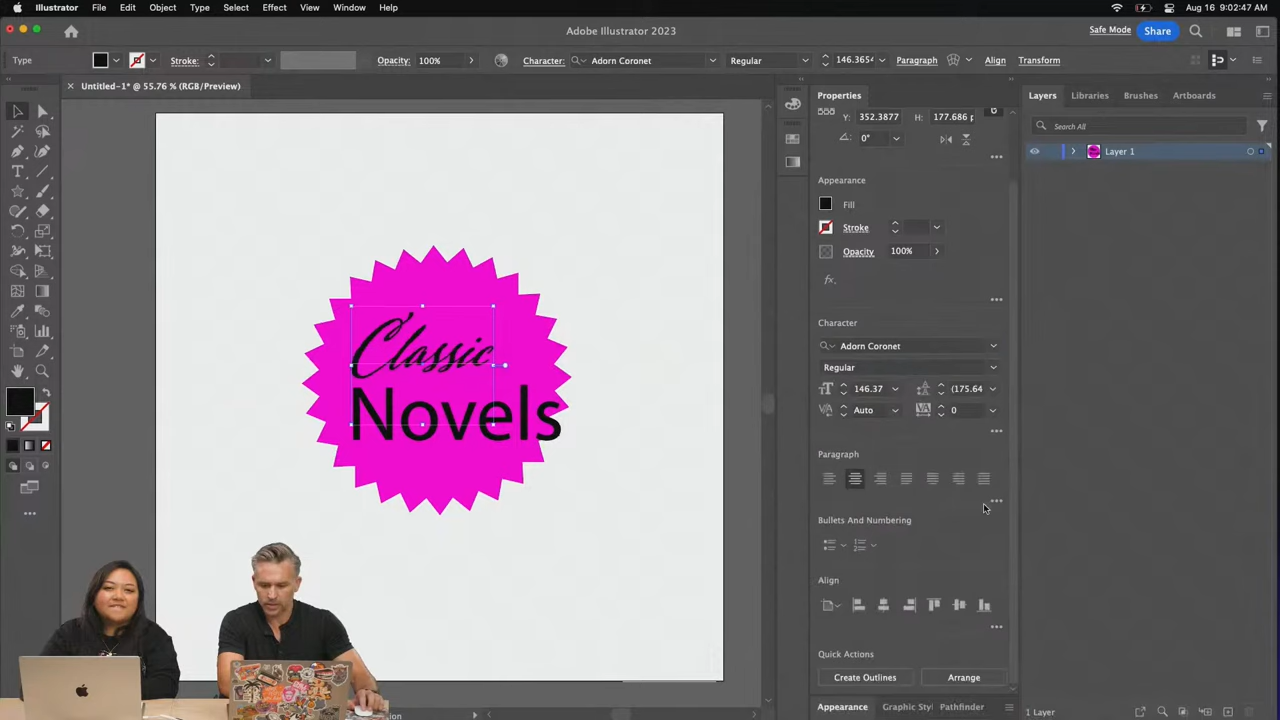 Illustrator File Edit Object Type Select Effect View Window Help Aug 16 9:02:47 AM
Adobe Illustrator 2023 Safe Mode Share
Type Stroke: Opacity: 100% Character: Adorn Coronet Regular 146.3654 Paragraph Align Transform
Untitled-1* @ 55.76 % (RGB/Preview)
Properties
Layers Libraries Brushes Artboards
Y: 352.3877 H: 177.686 p
Search All
0°
Layer 1
Appearance
Fill
Stroke
Opacity 100%
fx.
Character
Adorn Coronet
Regular
146.37 (175.64
Auto 0
Paragraph
Bullets And Numbering
Align
Quick Actions
Create Outlines Arrange
Appearance Graphic Styl Pathfinder
1 Layer
Classic
Novels